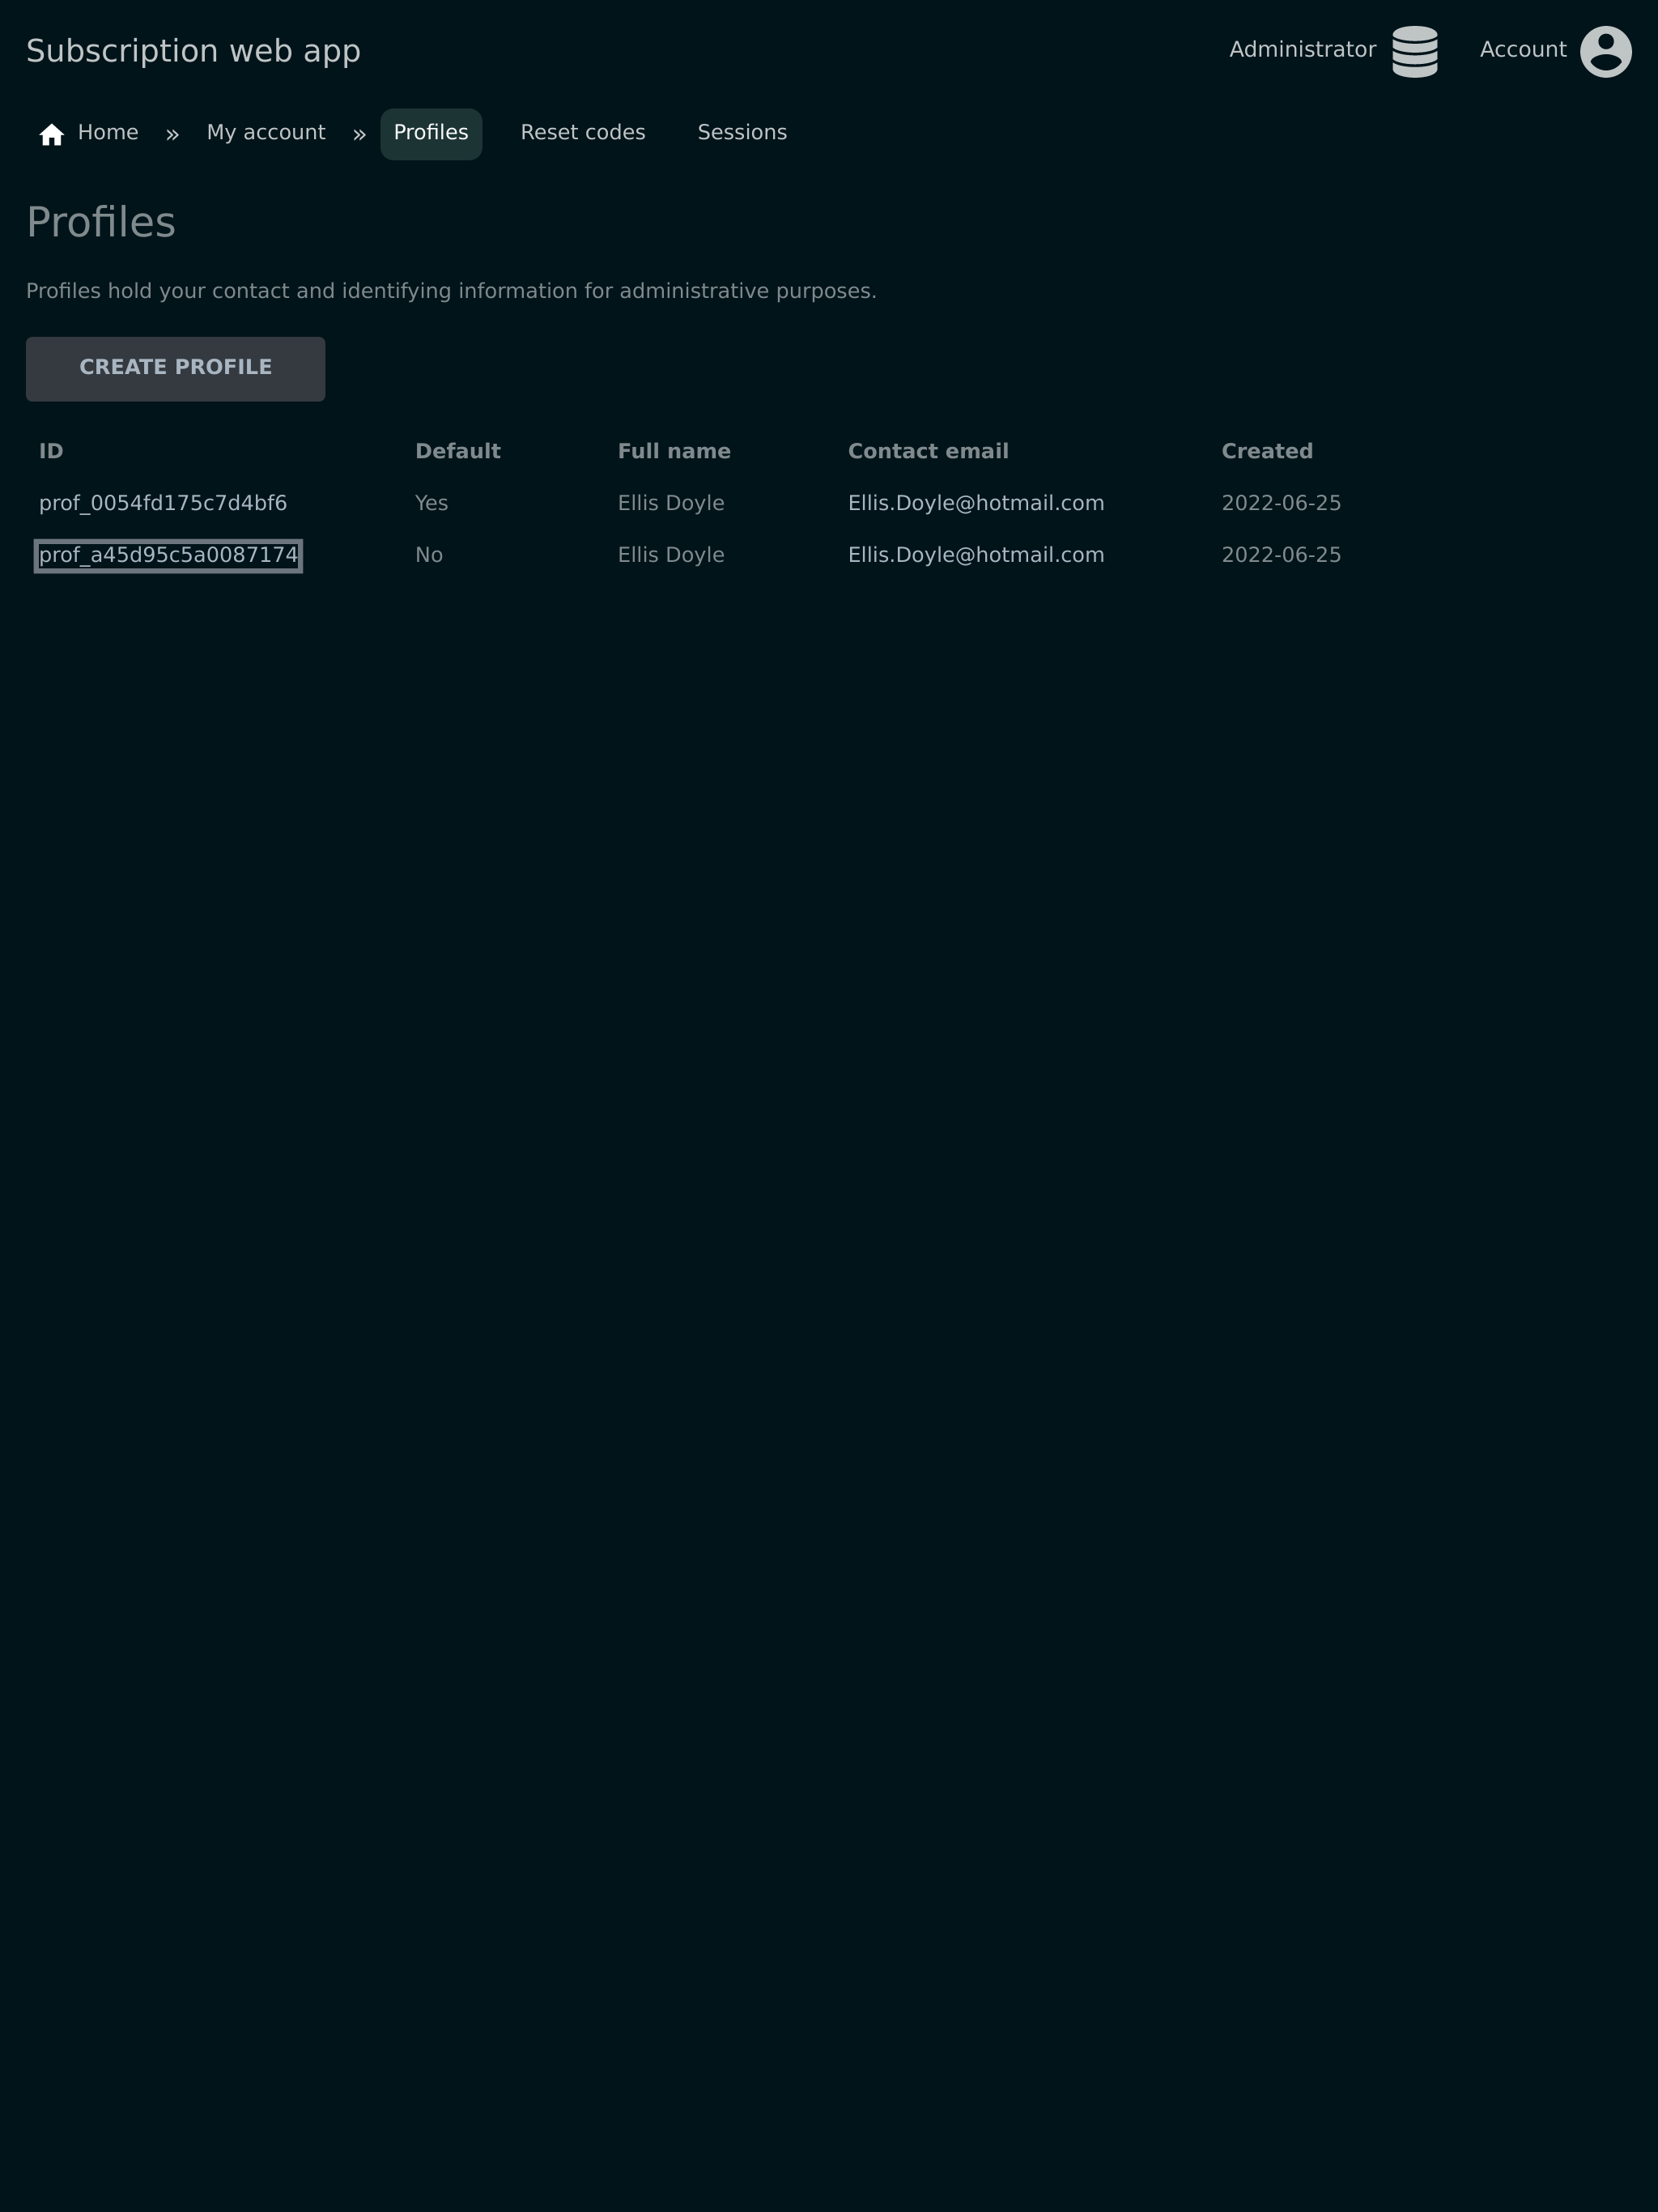 Subscription web app Administrator Account
Home » My account » Profiles Reset codes Sessions
Profiles
Profiles hold your contact and identifying information for administrative purposes.
CREATE PROFILE
ID Default Full name Contact email Created
prof_0054fd175c7d4bf6 Yes Ellis Doyle Ellis.Doyle@hotmail.com 2022-06-25
prof_a45d95c5a0087174 No Ellis Doyle Ellis.Doyle@hotmail.com 2022-06-25